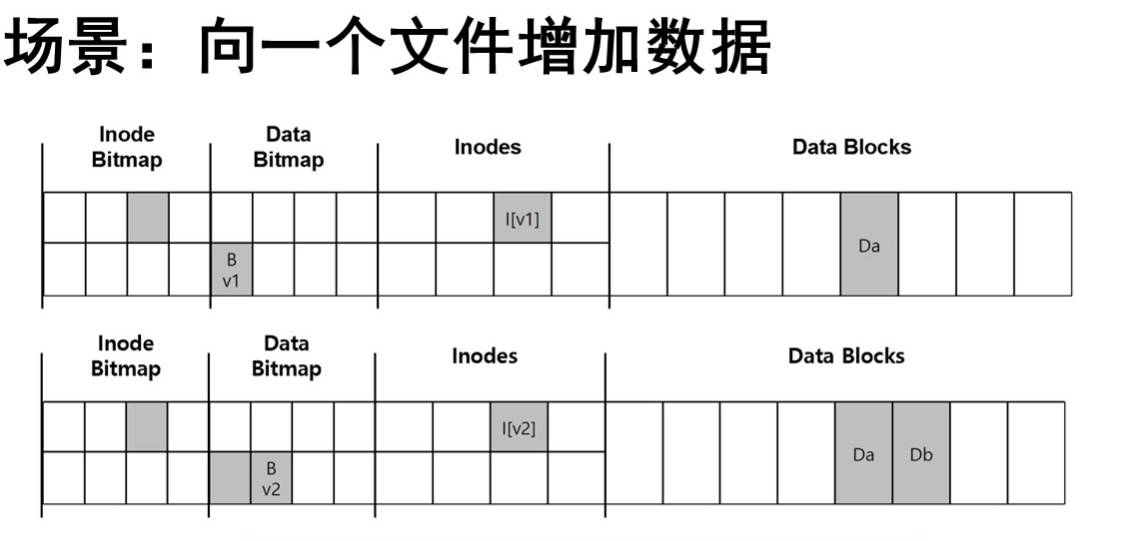 场景：向一个文件增加数据
Inode
Bitmap
Data
Bitmap
Inodes
Data Blocks
I[v1]
B
v1
Da
Inode
Bitmap
Data
Bitmap
Inodes
Data Blocks
I[v2]
B
v2
Da
Db